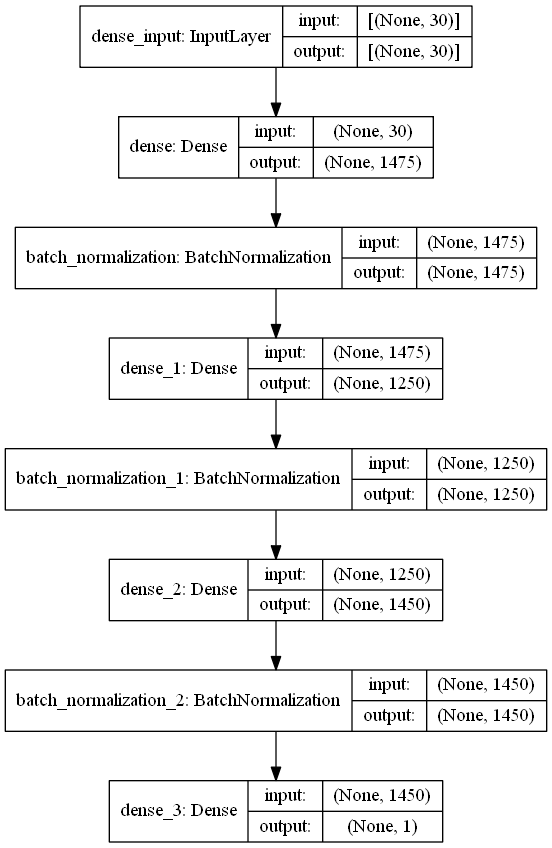 dense_input: InputLayer
input: [(None, 30)]
output: [(None, 30)]
dense: Dense
input: (None, 30)
output: (None, 1475)
batch_normalization: BatchNormalization
input: (None, 1475)
output: (None, 1475)
dense_1: Dense
input: (None, 1475)
output: (None, 1250)
batch_normalization_1: BatchNormalization
input: (None, 1250)
output: (None, 1250)
dense_2: Dense
input: (None, 1250)
output: (None, 1450)
batch_normalization_2: BatchNormalization
input: (None, 1450)
output: (None, 1450)
dense_3: Dense
input: (None, 1450)
output: (None, 1)